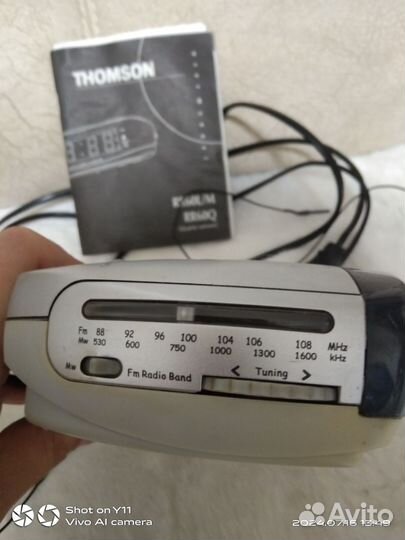 THOMSON
RR60Q
Fm 88 92 96 100 104 106 108 MHz
Mw 530 600 750 1000 1300 1600 kHz
Mw Fm Radio Band < Tuning >
Shot on Y11
Vivo AI camera
Avito